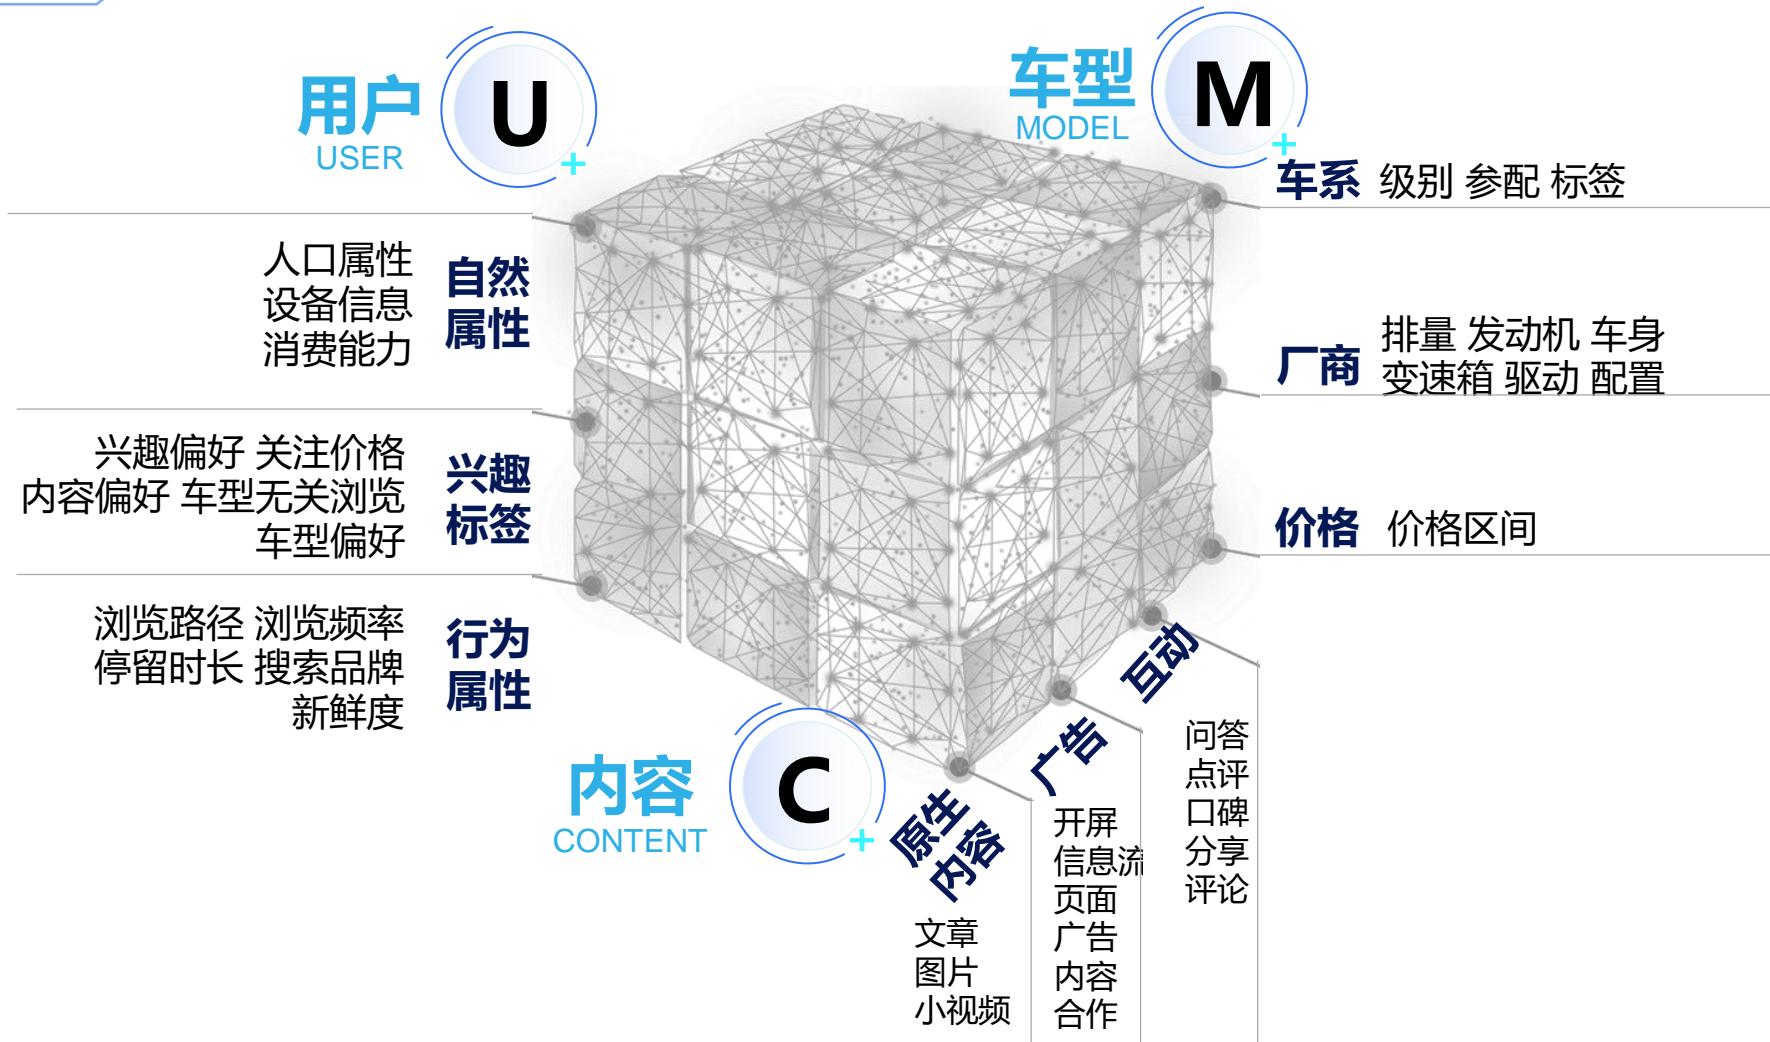 用户
USER
U
人口属性
设备信息
消费能力
自然
属性
兴趣偏好 关注价格
内容偏好 车型无关浏览
车型偏好
兴趣
标签
浏览路径 浏览频率
停留时长 搜索品牌
新鲜度
行为
属性
车型
MODEL
M
车系 级别 参配 标签
厂商
排量 发动机 车身
变速箱 驱动 配置
价格 价格区间
内容
CONTENT
C
原生
内容
文章
图片
小视频
广告
开屏
信息流
页面
广告
内容
合作
互动
问答
点评
口碑
分享
评论